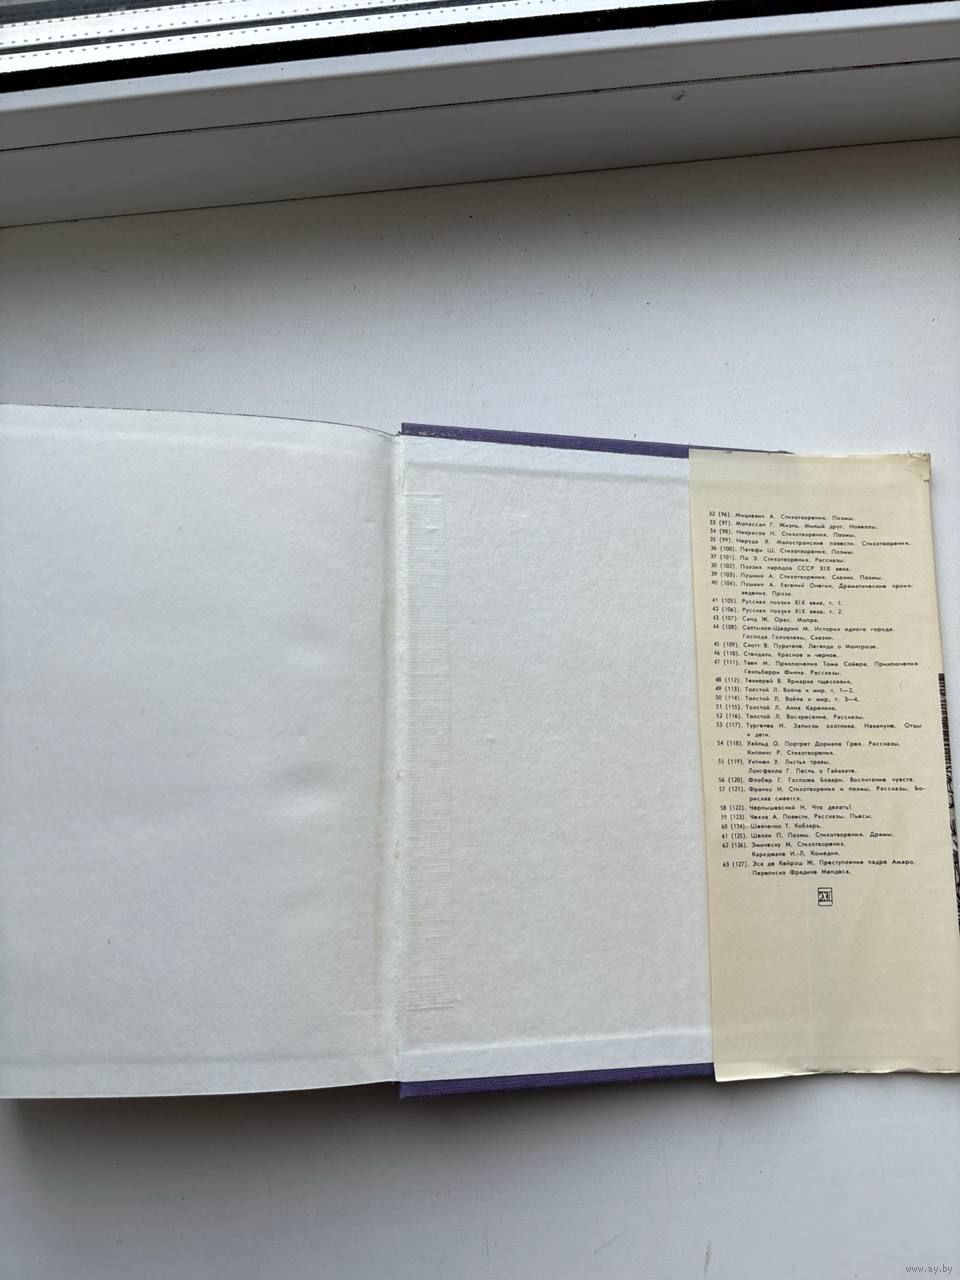 32 (96). Мицкевич А. Стихотворения. Поэмы.
33 (97). Мопассан Г. Жизнь. Милый друг. Новеллы.
34 (98). Некрасов Н. Стихотворения. Поэмы.
35 (99). Неруда Я. Малостранские повести. Стихотворения.
36 (100). Петефи Ш. Стихотворения. Поэмы.
37 (101). По Э. Стихотворения. Рассказы.
38 (102). Поэзия народов СССР XIX века.
39 (103). Пушкин А. Стихотворения. Сказки. Поэмы.
40 (104). Пушкин А. Евгений Онегин. Драматические произ-
ведения. Проза.
41 (105). Русская поэзия XIX века, т. 1.
42 (106). Русская поэзия XIX века, т. 2.
43 (107). Санд Ж. Орас. Мопра.
44 (108). Салтыков-Щедрин М. История одного города.
Господа Головлевы. Сказки.
45 (109). Скотт В. Пуритане. Легенда о Монтрозе.
46 (110). Стендаль. Красное и черное.
47 (111). Твен М. Приключения Тома Сойера. Приключения
Гекльберри Финна. Рассказы.
48 (112). Теккерей В. Ярмарка тщеславия.
49 (113). Толстой Л. Война и мир, т. 1—2.
50 (114). Толстой Л. Война и мир, т. 3—4.
51 (115). Толстой Л. Анна Каренина.
52 (116). Толстой Л. Воскресение. Рассказы.
53 (117). Тургенев И. Записки охотника. Накануне. Отцы
и дети.
54 (118). Уайльд О. Портрет Дориана Грея. Рассказы.
Киплинг Р. Стихотворения.
55 (119). Уитмен У. Листья травы.
Лонгфелло Г. Песнь о Гайавате.
56 (120). Флобер Г. Госпожа Бовари. Воспитание чувств.
57 (121). Франко И. Стихотворения и поэмы. Рассказы. Бо-
рислав смеется.
58 (122). Чернышевский Н. Что делать?
59 (123). Чехов А. Повести. Рассказы. Пьесы.
60 (124). Шевченко Т. Кобзарь.
61 (125). Шелли П. Поэмы. Стихотворения. Драмы.
62 (126). Эминеску М. Стихотворения.
Караджале И.-Л. Комедии.
63 (127). Эса де Кейрош Ж. Преступление падре Амаро.
Переписка Фрадике Мендеса.
www.ay.by